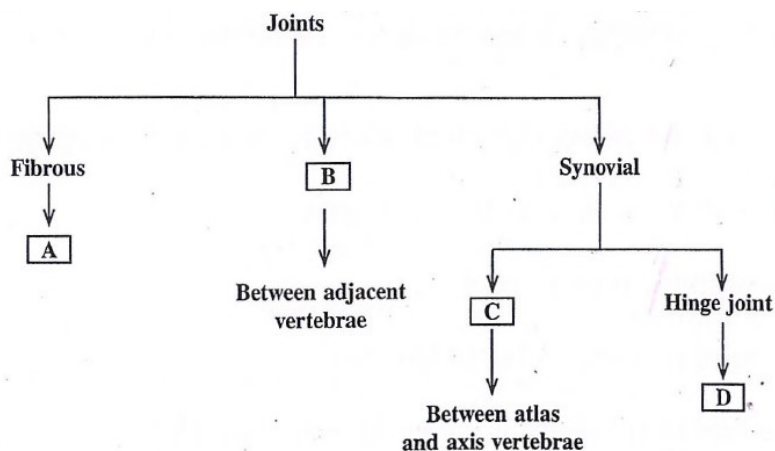 Joints
Fibrous
B
Synovial
A
Between adjacent
vertebrae
C
Hinge joint
D
Between atlas
and axis vertebrae